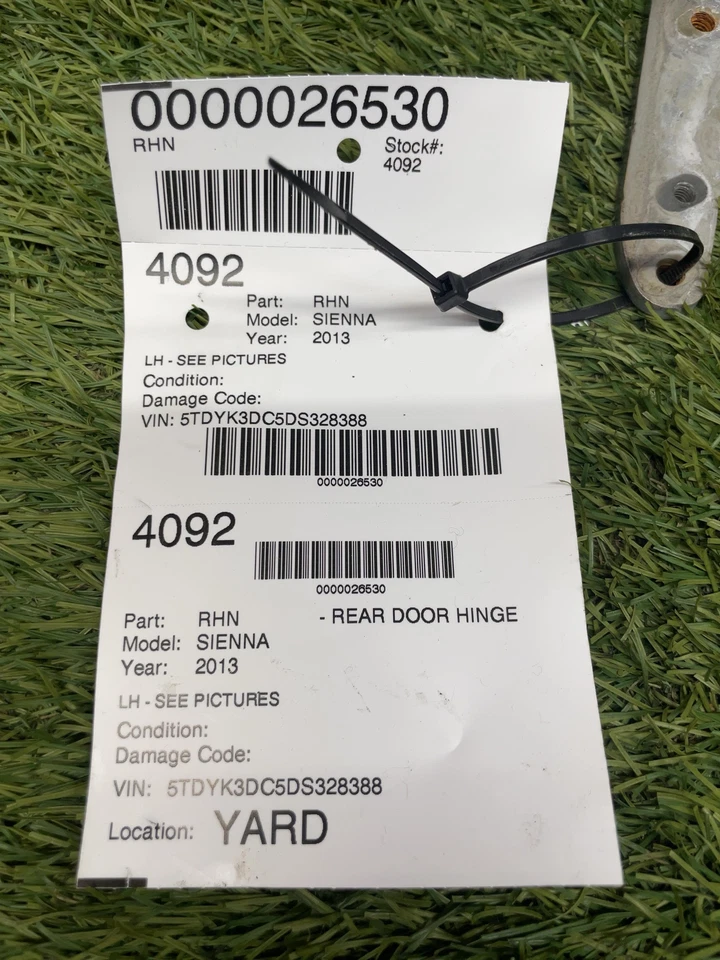 0000026530
RHN
Stock#:
4092
4092
Part: RHN
Model: SIENNA
Year: 2013
LH - SEE PICTURES
Condition:
Damage Code:
VIN: 5TDYK3DC5DS328388
0000026530
4092
0000026530
Part: RHN - REAR DOOR HINGE
Model: SIENNA
Year: 2013
LH - SEE PICTURES
Condition:
Damage Code:
VIN: 5TDYK3DC5DS328388
Location: YARD